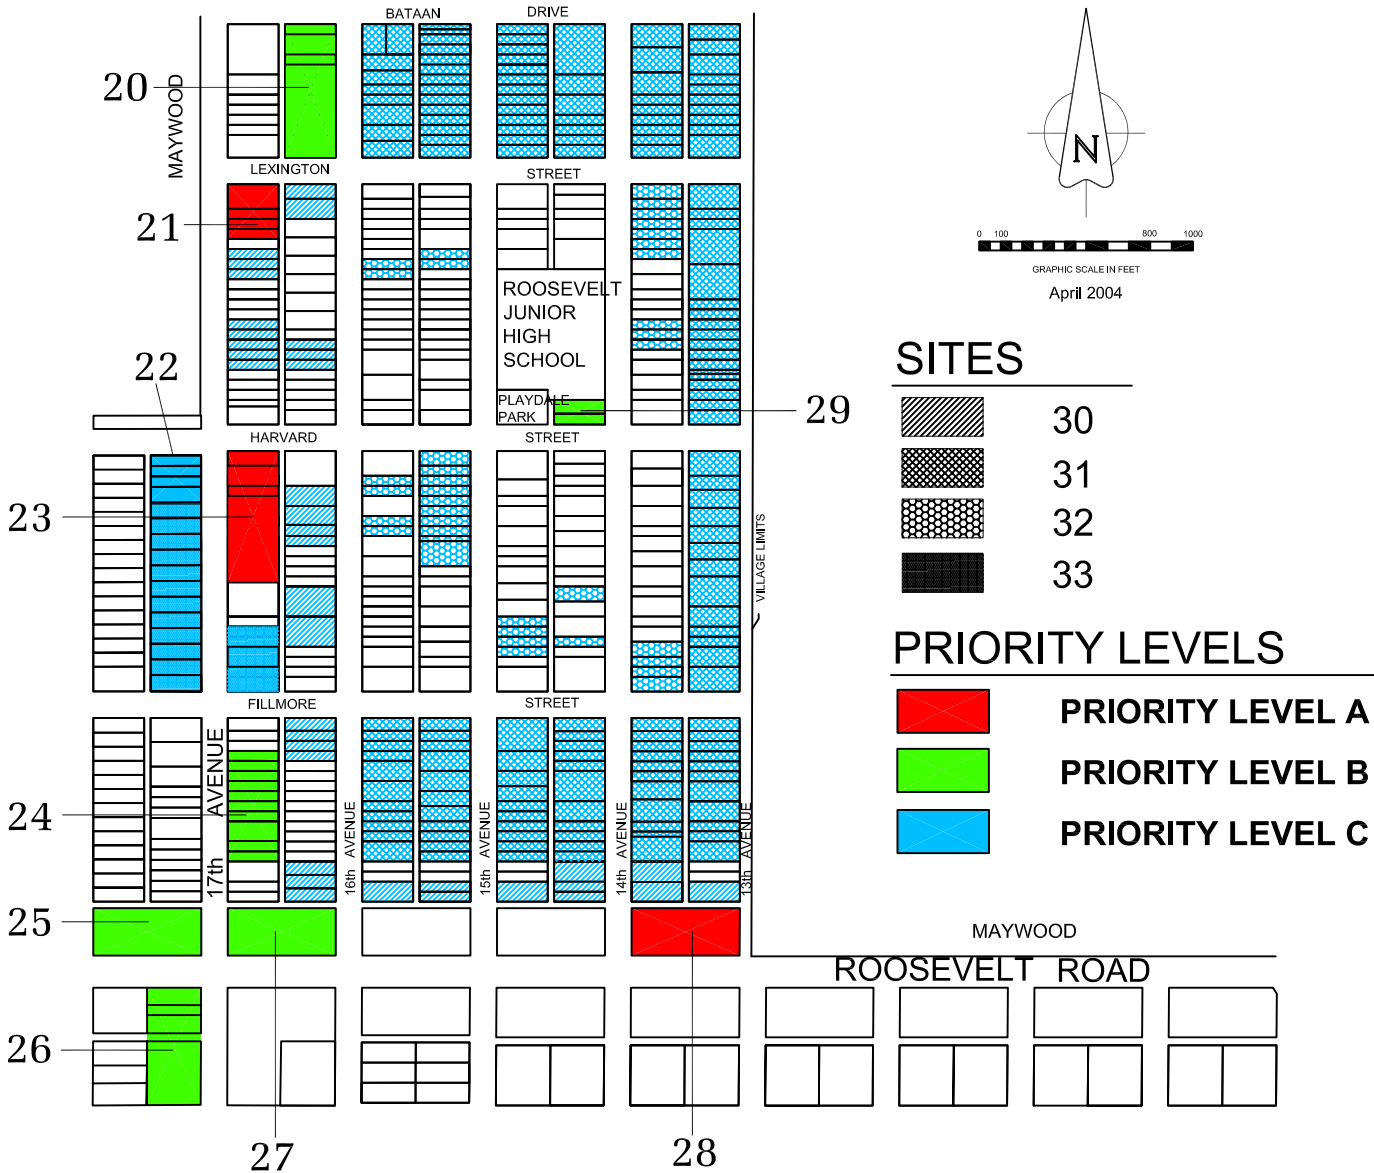 BATAAN DRIVE
20
MAYWOOD
N
LEXINGTON STREET
21
0 100 800 1000
GRAPHIC SCALE IN FEET
April 2004
ROOSEVELT
JUNIOR
HIGH
SCHOOL
22
PLAYDALE
PARK
29
HARVARD STREET
23
VILLAGE LIMITS
SITES
30
31
32
33
PRIORITY LEVELS
PRIORITY LEVEL A
PRIORITY LEVEL B
PRIORITY LEVEL C
FILLMORE STREET
24
17th AVENUE
16th AVENUE
15th AVENUE
14th AVENUE
13th AVENUE
25
MAYWOOD
ROOSEVELT ROAD
26
27
28